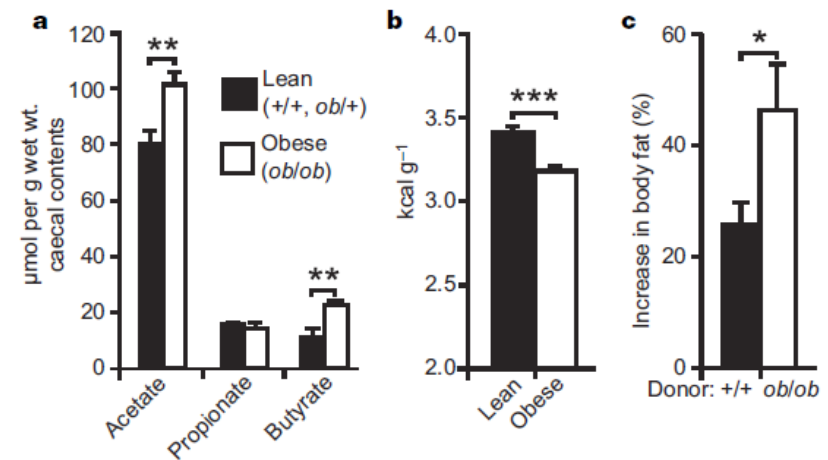 a
120
100
80
60
40
20
0
µmol per g wet wt.
caecal contents
**
**
Lean
(+/+, ob/+)
Obese
(ob/ob)
Acetate
Propionate
Butyrate
b
4.0
3.5
3.0
2.5
2.0
kcal g⁻¹
***
Lean
Obese
c
60
40
20
0
Increase in body fat (%)
*
Donor: +/+ ob/ob